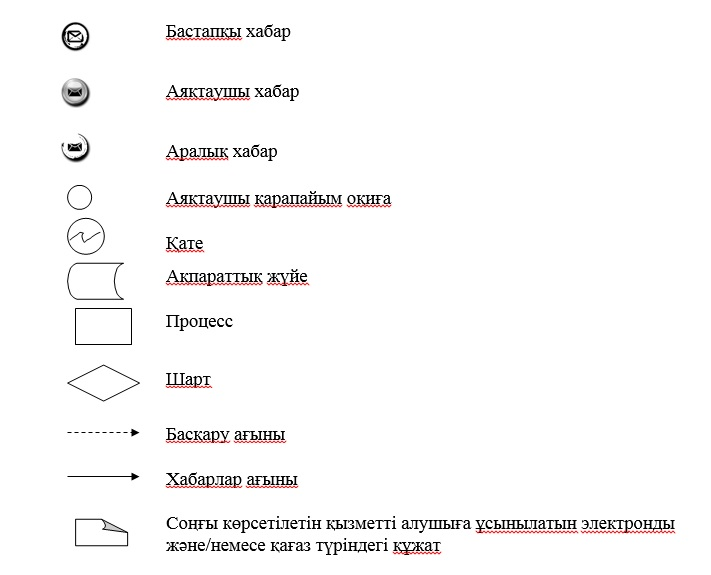 Бастапқы хабар
Аяқтаушы хабар
Аралық хабар
Аяқтаушы қарапайым оқиға
Қате
Ақпараттық жүйе
Процесс
Шарт
Басқару ағыны
Хабарлар ағыны
Соңғы көрсетілетін қызметті алушыға ұсынылатын электронды
және/немесе қағаз түріндегі құжат